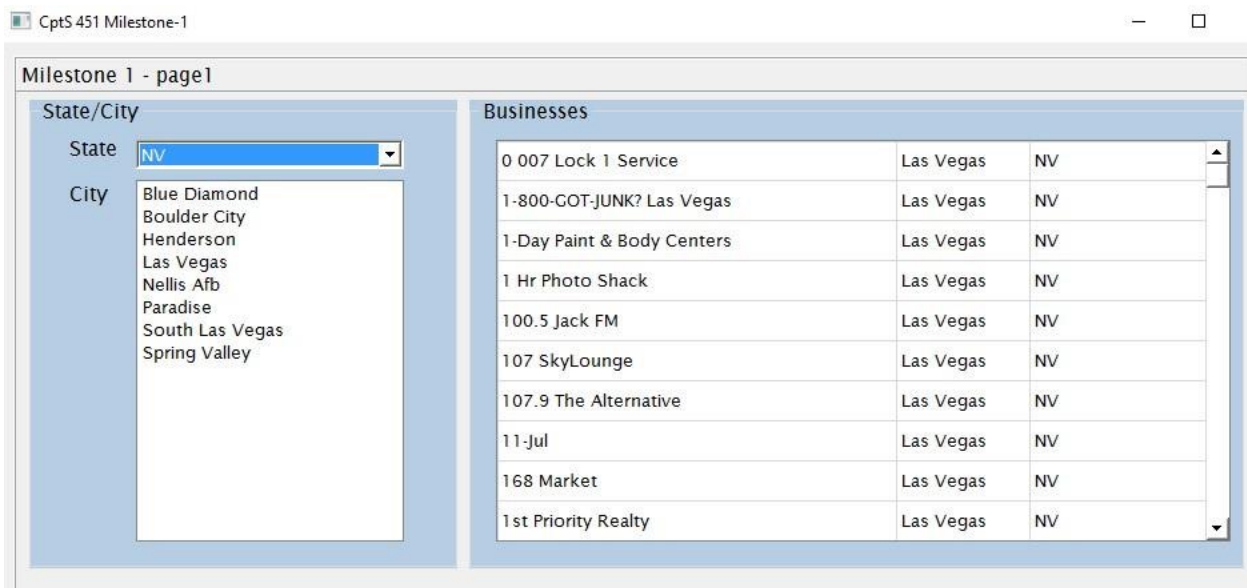 CptS 451 Milestone-1
Milestone 1 - page1
State/City
State NV
City
Blue Diamond
Boulder City
Henderson
Las Vegas
Nellis Afb
Paradise
South Las Vegas
Spring Valley
Businesses
0 007 Lock 1 Service Las Vegas NV
1-800-GOT-JUNK? Las Vegas Las Vegas NV
1-Day Paint & Body Centers Las Vegas NV
1 Hr Photo Shack Las Vegas NV
100.5 Jack FM Las Vegas NV
107 SkyLounge Las Vegas NV
107.9 The Alternative Las Vegas NV
11-Jul Las Vegas NV
168 Market Las Vegas NV
1st Priority Realty Las Vegas NV